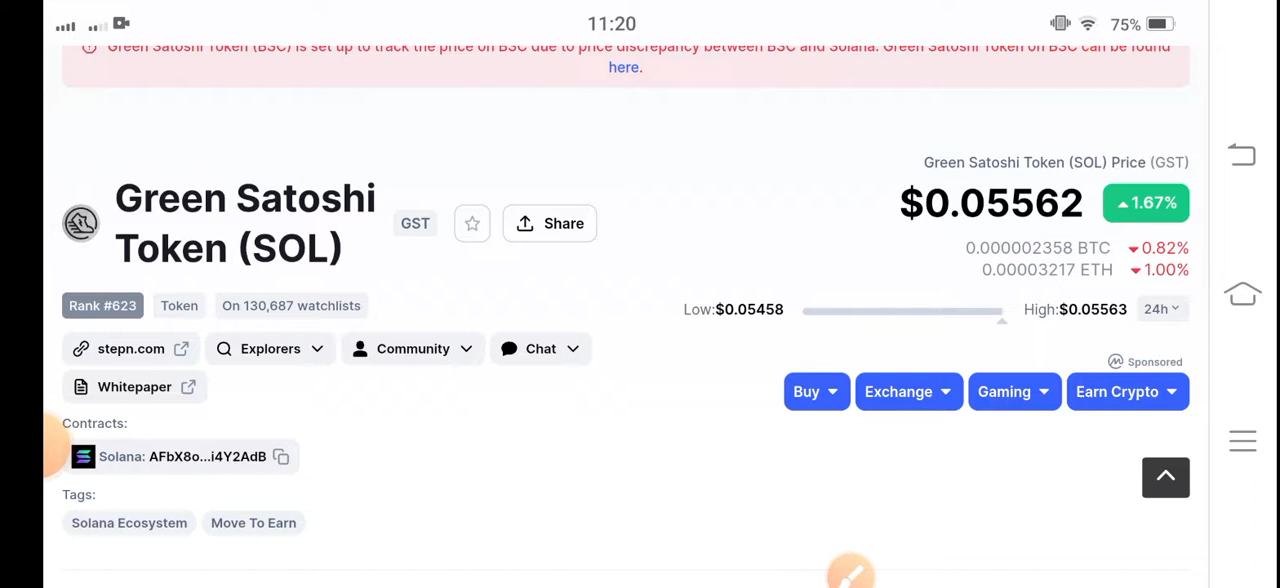 11:20
75%
Green Satoshi Token (BSC) is set up to track the price on BSC due to price discrepancy between BSC and Solana. Green Satoshi Token on BSC can be found
here.
Green Satoshi Token (SOL) Price (GST)
$0.05562 1.67%
Green Satoshi
Token (SOL)
GST
Share
0.000002358 BTC 0.82%
0.00003217 ETH 1.00%
Rank #623 Token On 130,687 watchlists
Low:$0.05458 High:$0.05563 24h
stepn.com Explorers Community Chat
Sponsored
Whitepaper
Buy Exchange Gaming Earn Crypto
Contracts:
Solana: AFbX8o...i4Y2AdB
Tags:
Solana Ecosystem Move To Earn